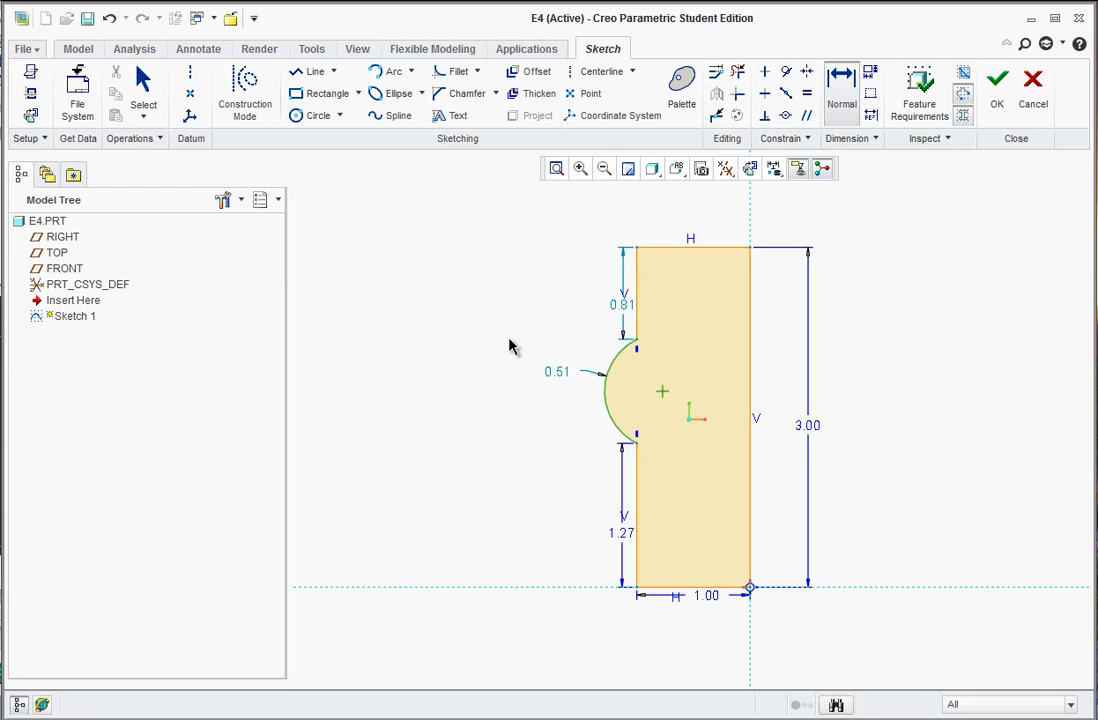 E4 (Active) - Creo Parametric Student Edition
File Model Analysis Annotate Render Tools View Flexible Modeling Applications Sketch
Line Arc Fillet Offset Centerline
Rectangle Ellipse Chamfer Thicken Point
Circle Spline Text Project Coordinate System
File System
Select
Construction Mode
Palette
Normal
Feature Requirements
OK Cancel
Setup Get Data Operations Datum Sketching Editing Constrain Dimension Inspect Close
Model Tree
E4.PRT
RIGHT
TOP
FRONT
PRT_CSYS_DEF
Insert Here
Sketch 1
H
V
0.81
0.51
V
3.00
V
1.27
H 1.00
All